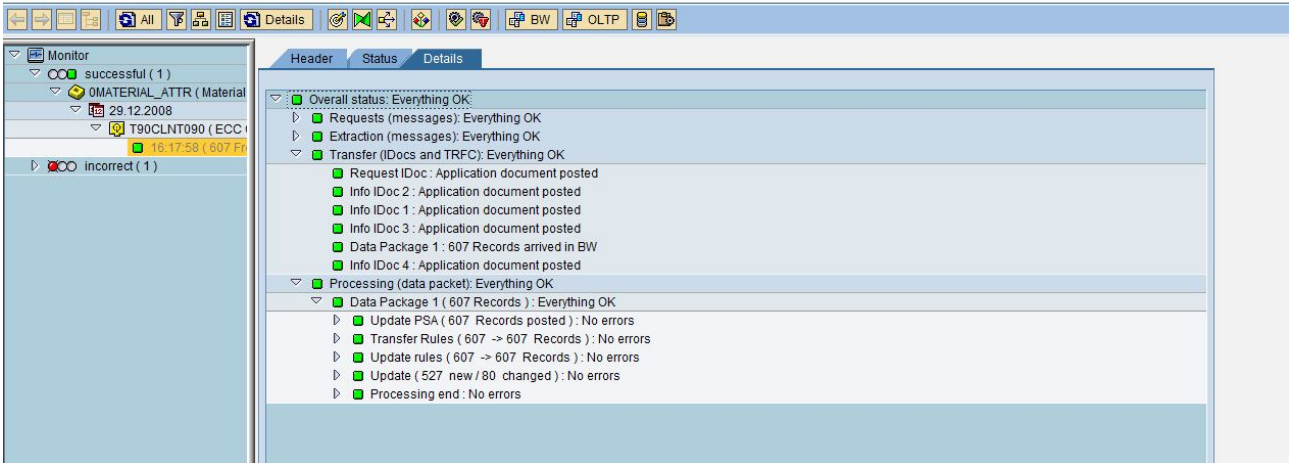 All Details BW OLTP
Monitor
successful ( 1 )
0MATERIAL_ATTR ( Material
29.12.2008
T90CLNT090 ( ECC
16:17:58 ( 607 Fr
incorrect ( 1 )
Header Status Details
Overall status: Everything OK
Requests (messages): Everything OK
Extraction (messages): Everything OK
Transfer (IDocs and TRFC): Everything OK
Request IDoc : Application document posted
Info IDoc 2 : Application document posted
Info IDoc 1 : Application document posted
Info IDoc 3 : Application document posted
Data Package 1 : 607 Records arrived in BW
Info IDoc 4 : Application document posted
Processing (data packet): Everything OK
Data Package 1 ( 607 Records ) : Everything OK
Update PSA ( 607 Records posted ) : No errors
Transfer Rules ( 607 -> 607 Records ) : No errors
Update rules ( 607 -> 607 Records ) : No errors
Update ( 527 new / 80 changed ) : No errors
Processing end : No errors